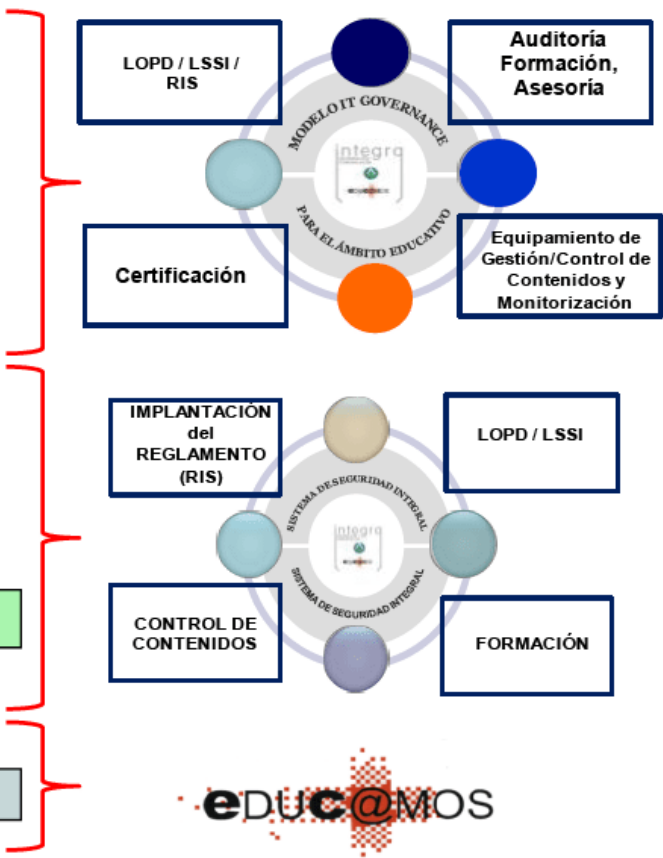 LOPD / LSSI /
RIS
Auditoría
Formación,
Asesoría
MODELO IT GOVERNANCE
integra
PARA EL ÁMBITO EDUCATIVO
Certificación
Equipamiento de
Gestión/Control de
Contenidos y
Monitorización
IMPLANTACIÓN
del
REGLAMENTO
(RIS)
LOPD / LSSI
SISTEMA DE SEGURIDAD INTEGRAL
integra
SISTEMA DE SEGURIDAD INTEGRAL
CONTROL DE
CONTENIDOS
FORMACIÓN
eDUC@MOS